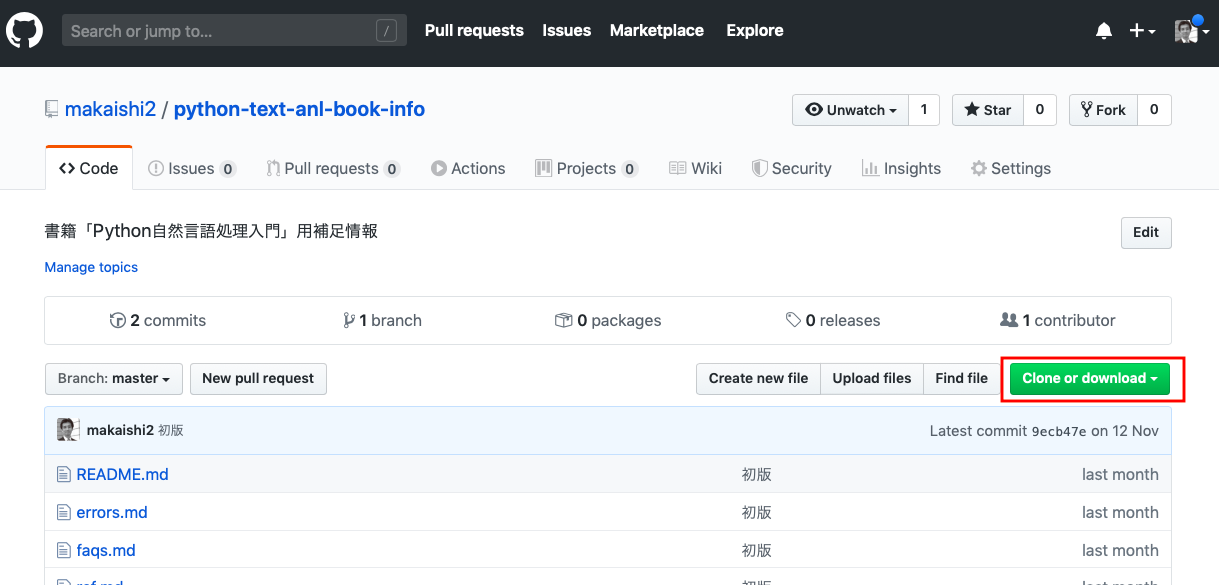 Search or jump to... / Pull requests Issues Marketplace Explore
makaishi2 / python-text-anl-book-info Unwatch 1 Star 0 Fork 0
Code Issues 0 Pull requests 0 Actions Projects 0 Wiki Security Insights Settings
書籍「Python自然言語処理入門」用補足情報 Edit
Manage topics
2 commits 1 branch 0 packages 0 releases 1 contributor
Branch: master New pull request Create new file Upload files Find file Clone or download
makaishi2 初版 Latest commit 9ecb47e on 12 Nov
README.md 初版 last month
errors.md 初版 last month
faqs.md 初版 last month